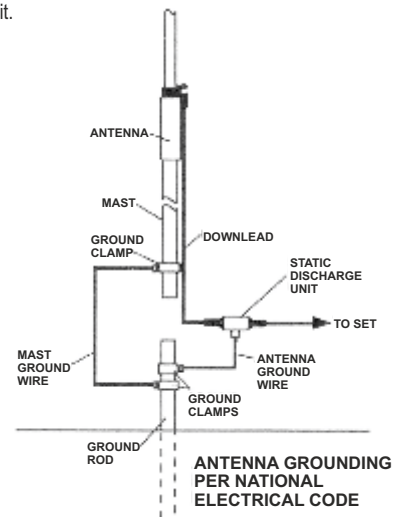 it.
ANTENNA
MAST
GROUND
CLAMP
DOWNLEAD
STATIC
DISCHARGE
UNIT
TO SET
MAST
GROUND
WIRE
ANTENNA
GROUND
WIRE
GROUND
CLAMPS
GROUND
ROD
ANTENNA GROUNDING
PER NATIONAL
ELECTRICAL CODE